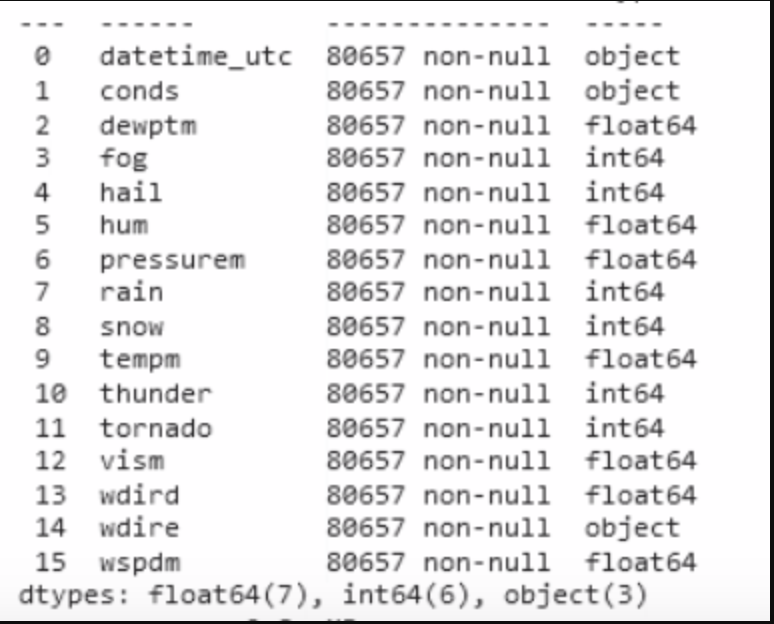 --- ------ -------------- -----
0 datetime_utc 80657 non-null object
1 conds 80657 non-null object
2 dewptm 80657 non-null float64
3 fog 80657 non-null int64
4 hail 80657 non-null int64
5 hum 80657 non-null float64
6 pressurem 80657 non-null float64
7 rain 80657 non-null int64
8 snow 80657 non-null int64
9 tempm 80657 non-null float64
10 thunder 80657 non-null int64
11 tornado 80657 non-null int64
12 vism 80657 non-null float64
13 wdird 80657 non-null float64
14 wdire 80657 non-null object
15 wspdm 80657 non-null float64
dtypes: float64(7), int64(6), object(3)